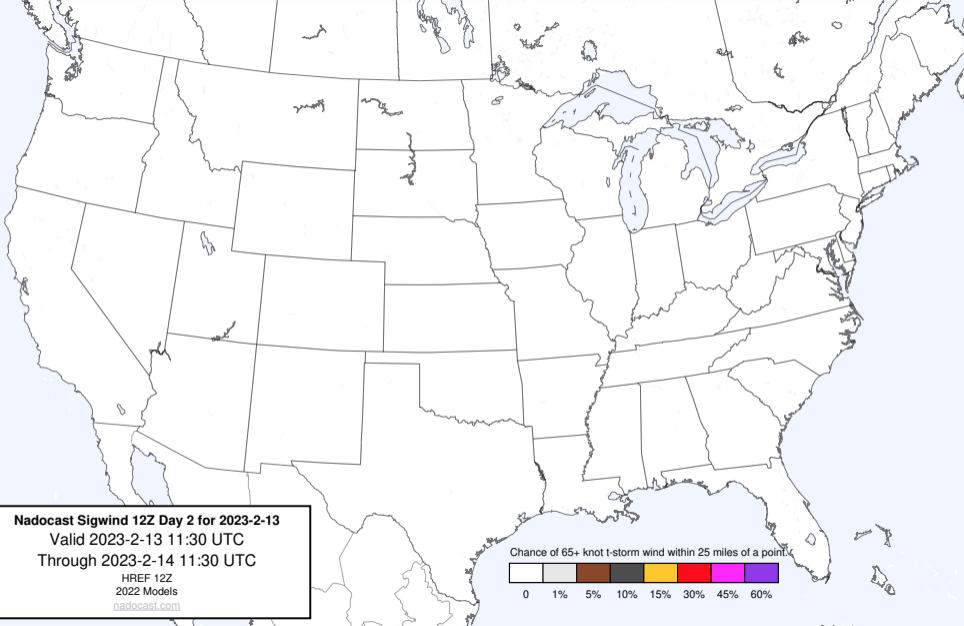 Nadocast Sigwind 12Z Day 2 for 2023-2-13
Valid 2023-2-13 11:30 UTC
Through 2023-2-14 11:30 UTC
HREF 12Z
2022 Models
nadocast.com
Chance of 65+ knot t-storm wind within 25 miles of a point.
0 1% 5% 10% 15% 30% 45% 60%